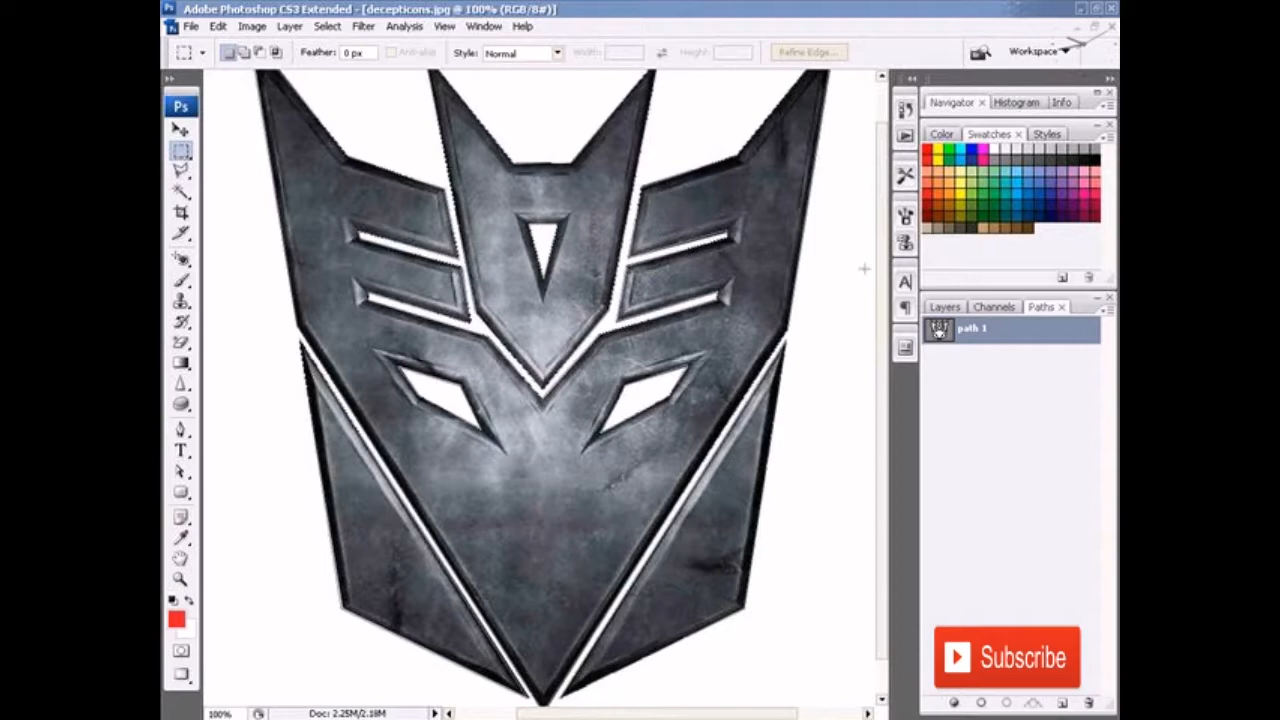 Adobe Photoshop CS3 Extended - [decepticons.jpg @ 100% (RGB/8#)]
File Edit Image Layer Select Filter Analysis View Window Help
Feather: 0 px Anti-alias Style: Normal Width: Height: Refine Edge... Workspace
Ps
Navigator Histogram Info
Color Swatches Styles
Layers Channels Paths
path 1
Subscribe
100% Doc: 2.25M/2.18M